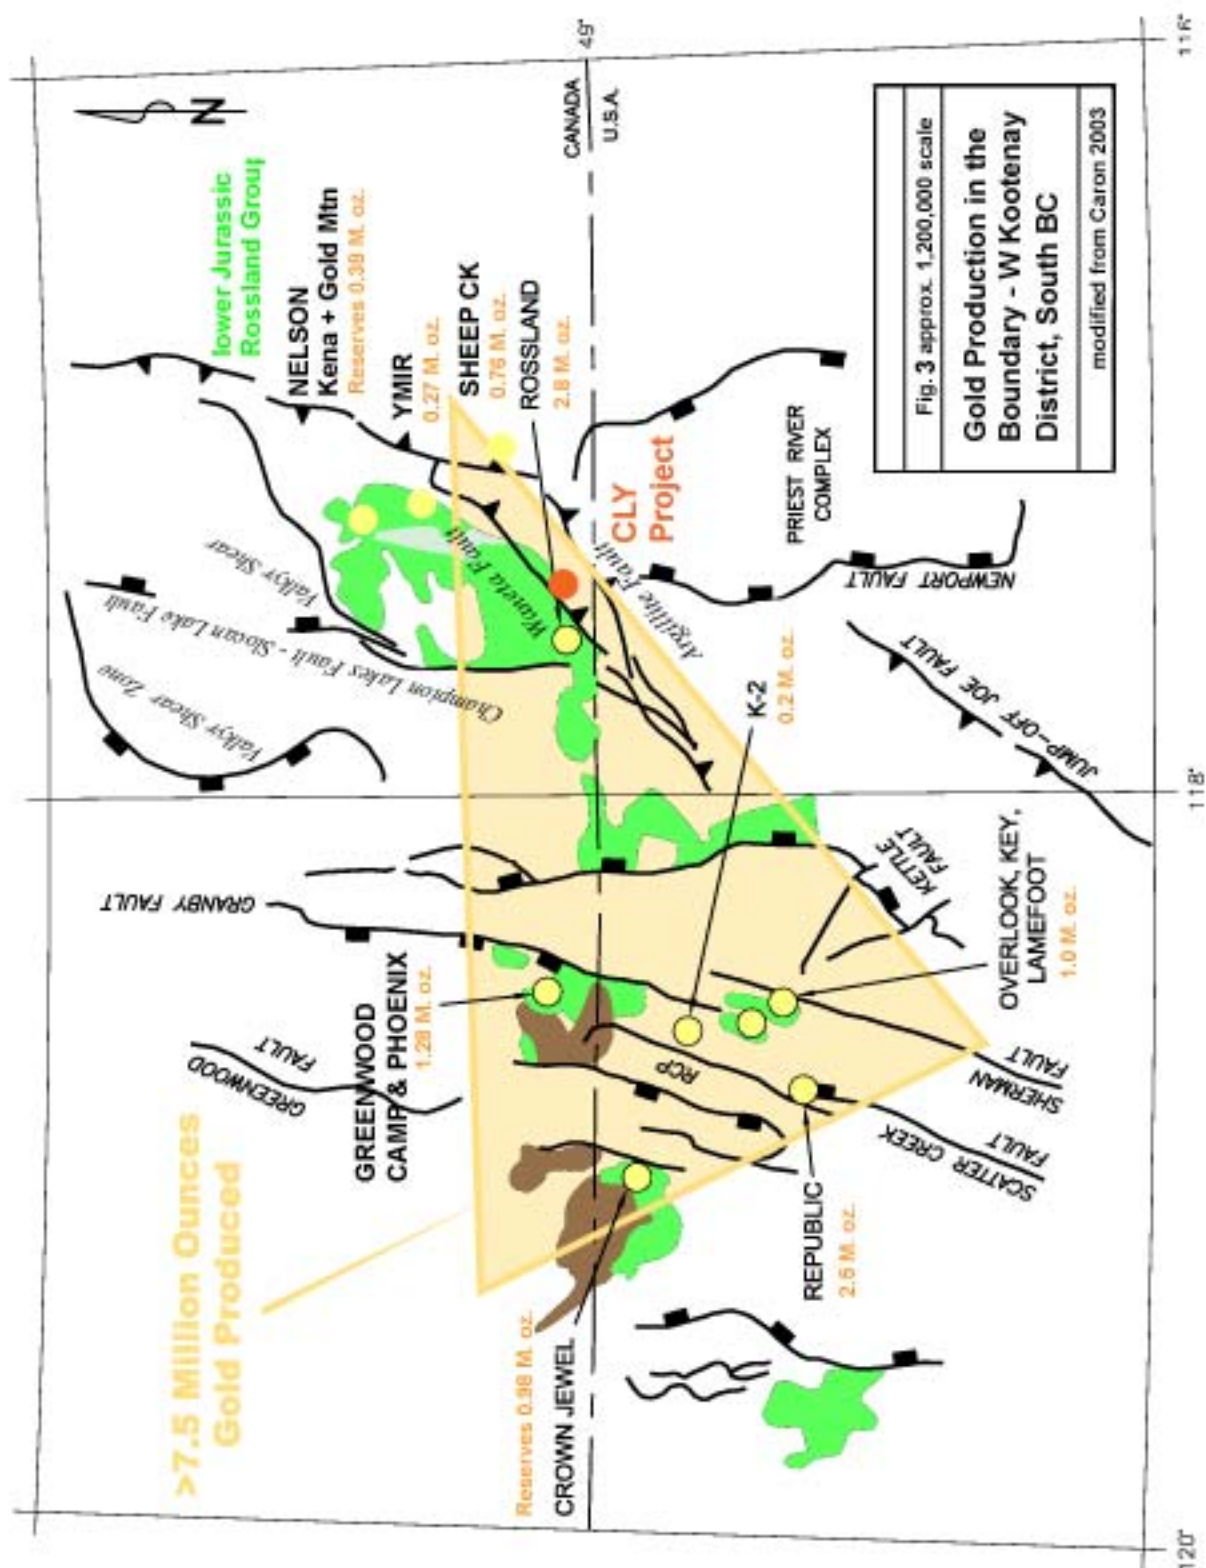 >7.5 Million Ounces
Gold Produced
lower Jurassic
Rossland Group
N
NELSON
Kena + Gold Mtn
Reserves 0.39 M. oz.
YMIR
0.27 M. oz.
SHEEP CK
0.76 M. oz.
ROSSLAND
2.8 M. oz.
49°
CANADA
U.S.A.
Valkyr Shear
Champion Lakes Fault - Slocan Lake Fault
Valkyr Shear Zone
GRANBY FAULT
GREENWOOD
FAULT
GREENWOOD
CAMP & PHOENIX
1.28 M. oz.
Waneta Fault
Argillite Fault
CLY
Project
Reserves 0.98 M. oz.
CROWN JEWEL
K-2
0.2 M. oz.
RCP
REPUBLIC
2.6 M. oz.
SCATTER CREEK
FAULT
SHERMAN
FAULT
OVERLOOK, KEY,
LAMEFOOT
1.0 M. oz.
KETTLE
FAULT
JUMP-OFF JOE FAULT
NEWPORT FAULT
PRIEST RIVER
COMPLEX
Fig. 3 approx. 1,200,000 scale
Gold Production in the
Boundary - W Kootenay
District, South BC
modified from Caron 2003
120°
118°
116°